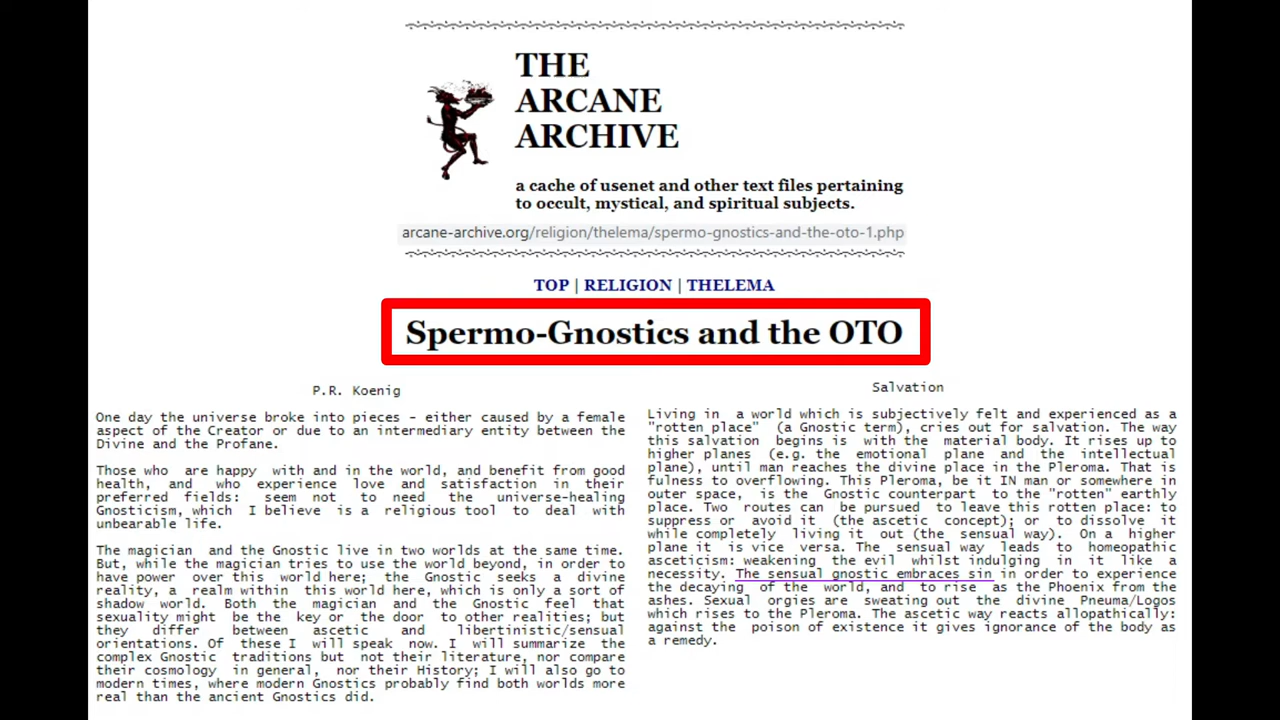 THE
ARCANE
ARCHIVE
a cache of usenet and other text files pertaining
to occult, mystical, and spiritual subjects.
arcane-archive.org/religion/thelema/spermo-gnostics-and-the-oto-1.php
TOP | RELIGION | THELEMA
Spermo-Gnostics and the OTO
P.R. Koenig
One day the universe broke into pieces - either caused by a female
aspect of the Creator or due to an intermediary entity between the
Divine and the Profane.
Those who are happy with and in the world, and benefit from good
health, and who experience love and satisfaction in their
preferred fields: seem not to need the universe-healing
Gnosticism, which I believe is a religious tool to deal with
unbearable life.
The magician and the Gnostic live in two worlds at the same time.
But, while the magician tries to use the world beyond, in order to
have power over this world here; the Gnostic seeks a divine
reality, a realm within this world here, which is only a sort of
shadow world. Both the magician and the Gnostic feel that
sexuality might be the key or the door to other realities; but
they differ between ascetic and libertinistic/sensual
orientations. Of these I will speak now. I will summarize the
complex Gnostic traditions but not their literature, nor compare
their cosmology in general, nor their History; I will also go to
modern times, where modern Gnostics probably find both worlds more
real than the ancient Gnostics did.
Salvation
Living in a world which is subjectively felt and experienced as a
"rotten place" (a Gnostic term), cries out for salvation. The way
this salvation begins is with the material body. It rises up to
higher planes (e.g. the emotional plane and the intellectual
plane), until man reaches the divine place in the Pleroma. That is
fulness to overflowing. This Pleroma, be it IN man or somewhere in
outer space, is the Gnostic counterpart to the "rotten" earthly
place. Two routes can be pursued to leave this rotten place: to
suppress or avoid it (the ascetic concept); or to dissolve it
while completely living it out (the sensual way). On a higher
plane it is vice versa. The sensual way leads to homeopathic
asceticism: weakening the evil whilst indulging in it like a
necessity. The sensual gnostic embraces sin in order to experience
the decaying of the world, and to rise as the Phoenix from the
ashes. Sexual orgies are sweating out the divine Pneuma/Logos
which rises to the Pleroma. The ascetic way reacts allopathically:
against the poison of existence it gives ignorance of the body as
a remedy.